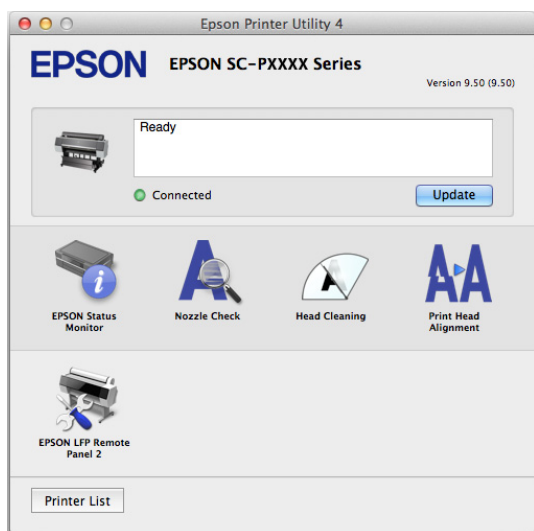 Epson Printer Utility 4
EPSON
EPSON SC-PXXXX Series
Version 9.50 (9.50)
Ready
Connected
Update
EPSON Status
Monitor
Nozzle Check
Head Cleaning
Print Head
Alignment
EPSON LFP Remote
Panel 2
Printer List